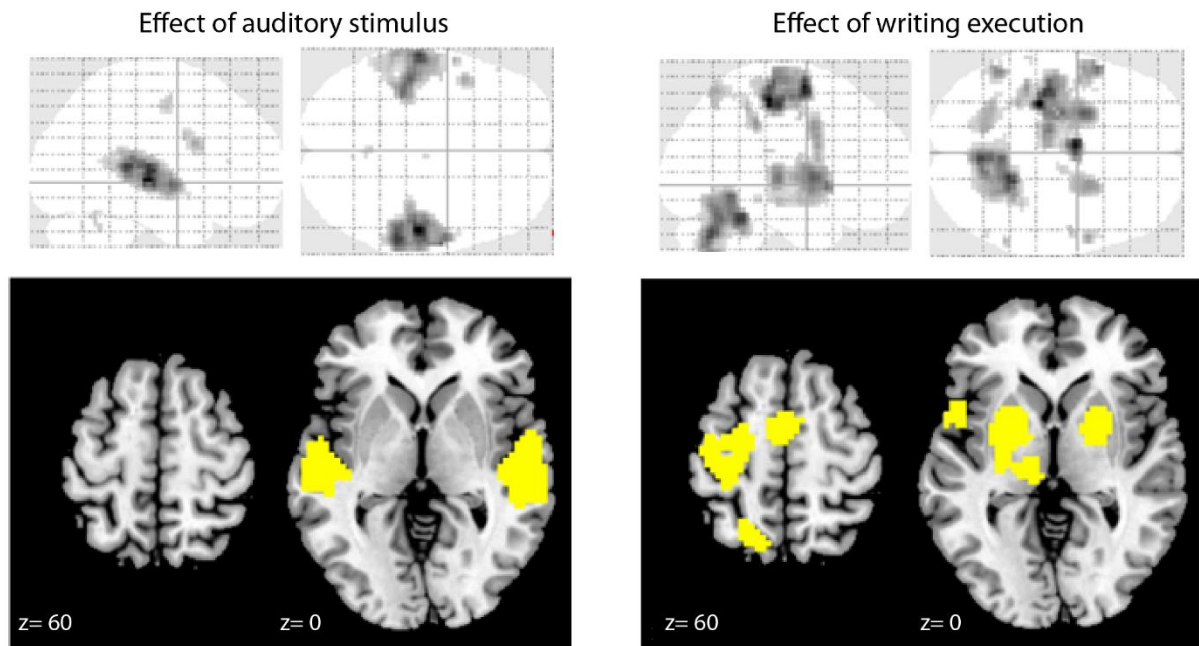 Effect of auditory stimulus
Effect of writing execution
z= 60
z= 0
z= 60
z= 0